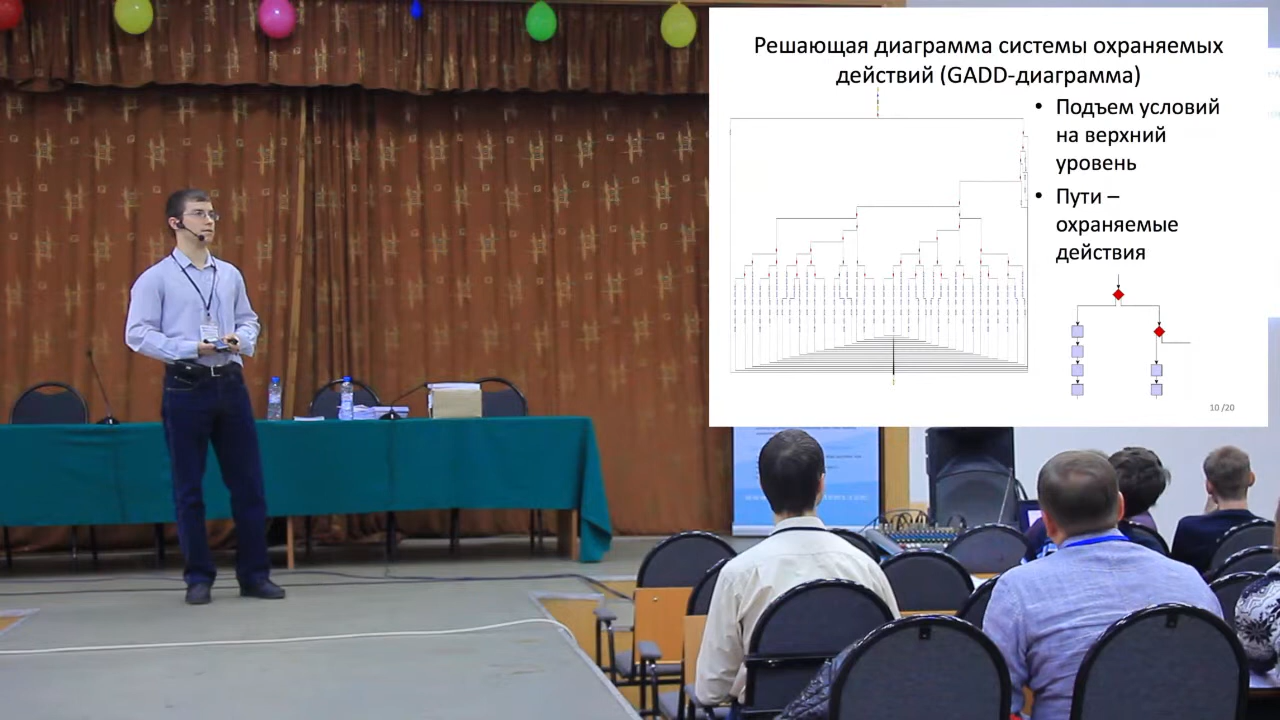 Решающая диаграмма системы охраняемых
действий (GADD-диаграмма)
• Подъем условий
на верхний
уровень
• Пути –
охраняемые
действия
10 /20